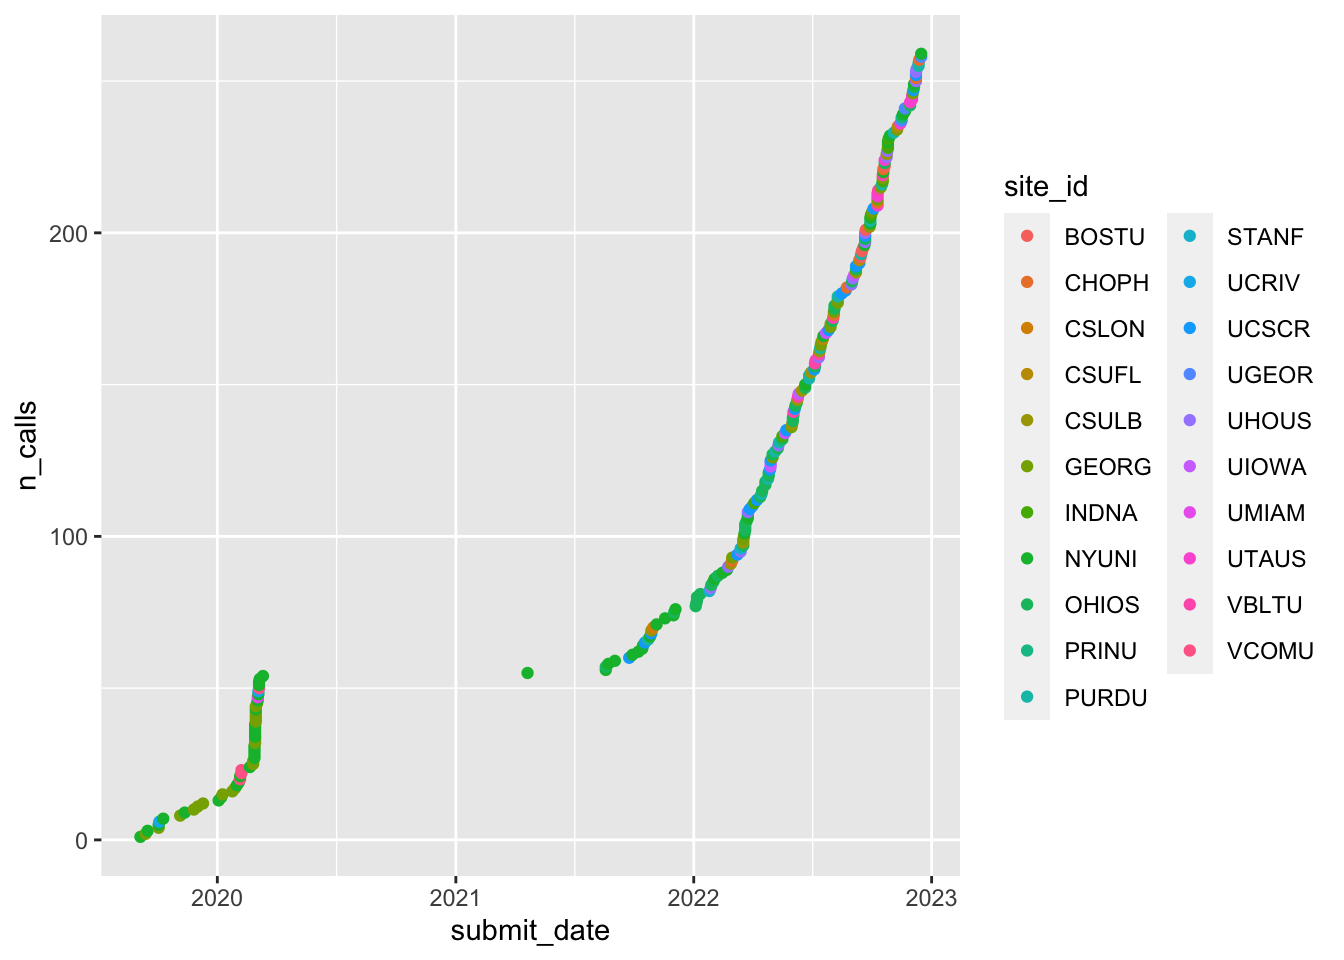 n_calls
200
100
0
2020
2021
2022
2023
submit_date
site_id
BOSTU
CHOPH
CSLON
CSUFL
CSULB
GEORG
INDNA
NYUNI
OHIOS
PRINU
PURDU
STANF
UCRIV
UCSCR
UGEOR
UHOUS
UIOWA
UMIAM
UTAUS
VBLTU
VCOMU